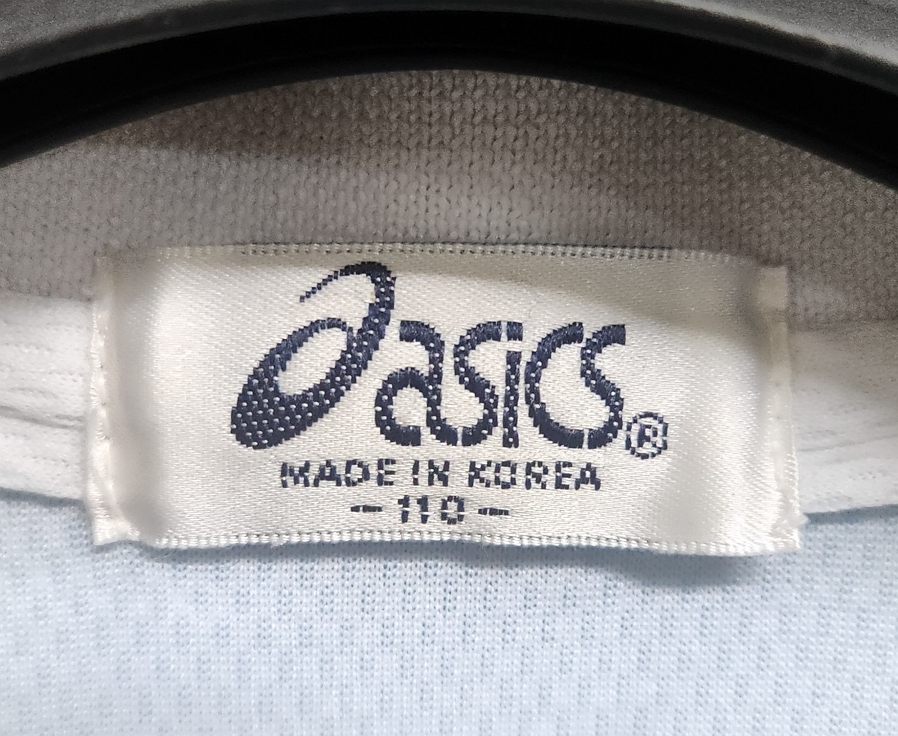 asics®
MADE IN KOREA
-110-